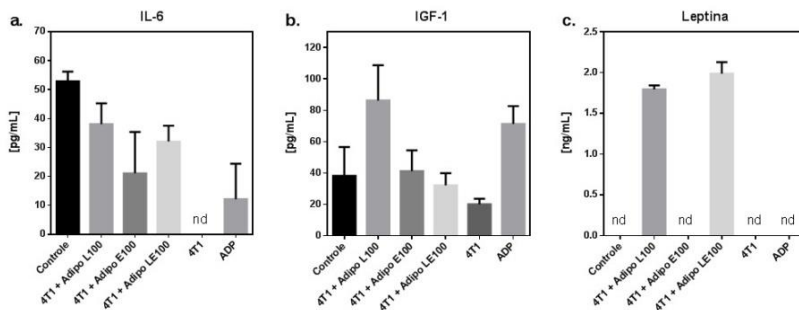 a.
IL-6
[pg/mL]
70
60
50
40
30
20
10
0
nd
Controle
4T1 + Adipo L100
4T1 + Adipo E100
4T1 + Adipo LE100
4T1
ADP
b.
IGF-1
[pg/mL]
120
100
80
60
40
20
0
Controle
4T1 + Adipo L100
4T1 + Adipo E100
4T1 + Adipo LE100
4T1
ADP
c.
Leptina
[ng/mL]
2.5
2.0
1.5
1.0
0.5
0.0
nd
nd
nd
nd
Controle
4T1 + Adipo L100
4T1 + Adipo E100
4T1 + Adipo LE100
4T1
ADP